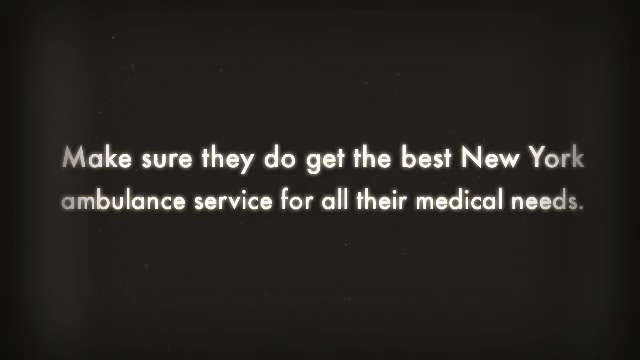 Make sure they do get the best New York
ambulance service for all their medical needs.